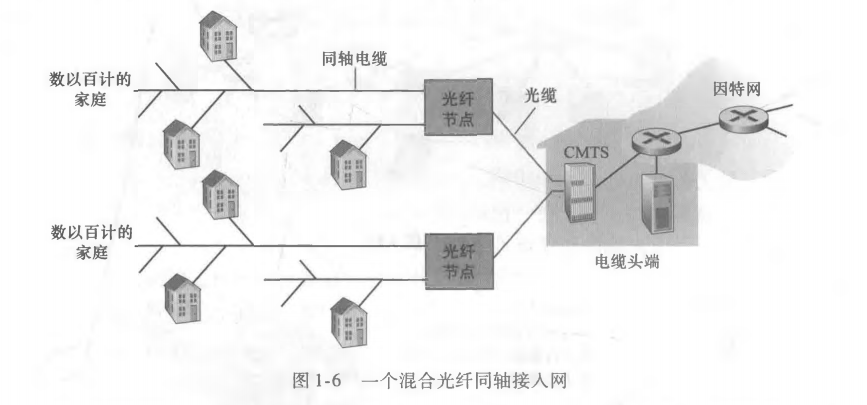 同轴电缆
数以百计的
家庭
光纤
节点
光缆
因特网
CMTS
数以百计的
家庭
光纤
节点
电缆头端
图1-6 一个混合光纤同轴接入网